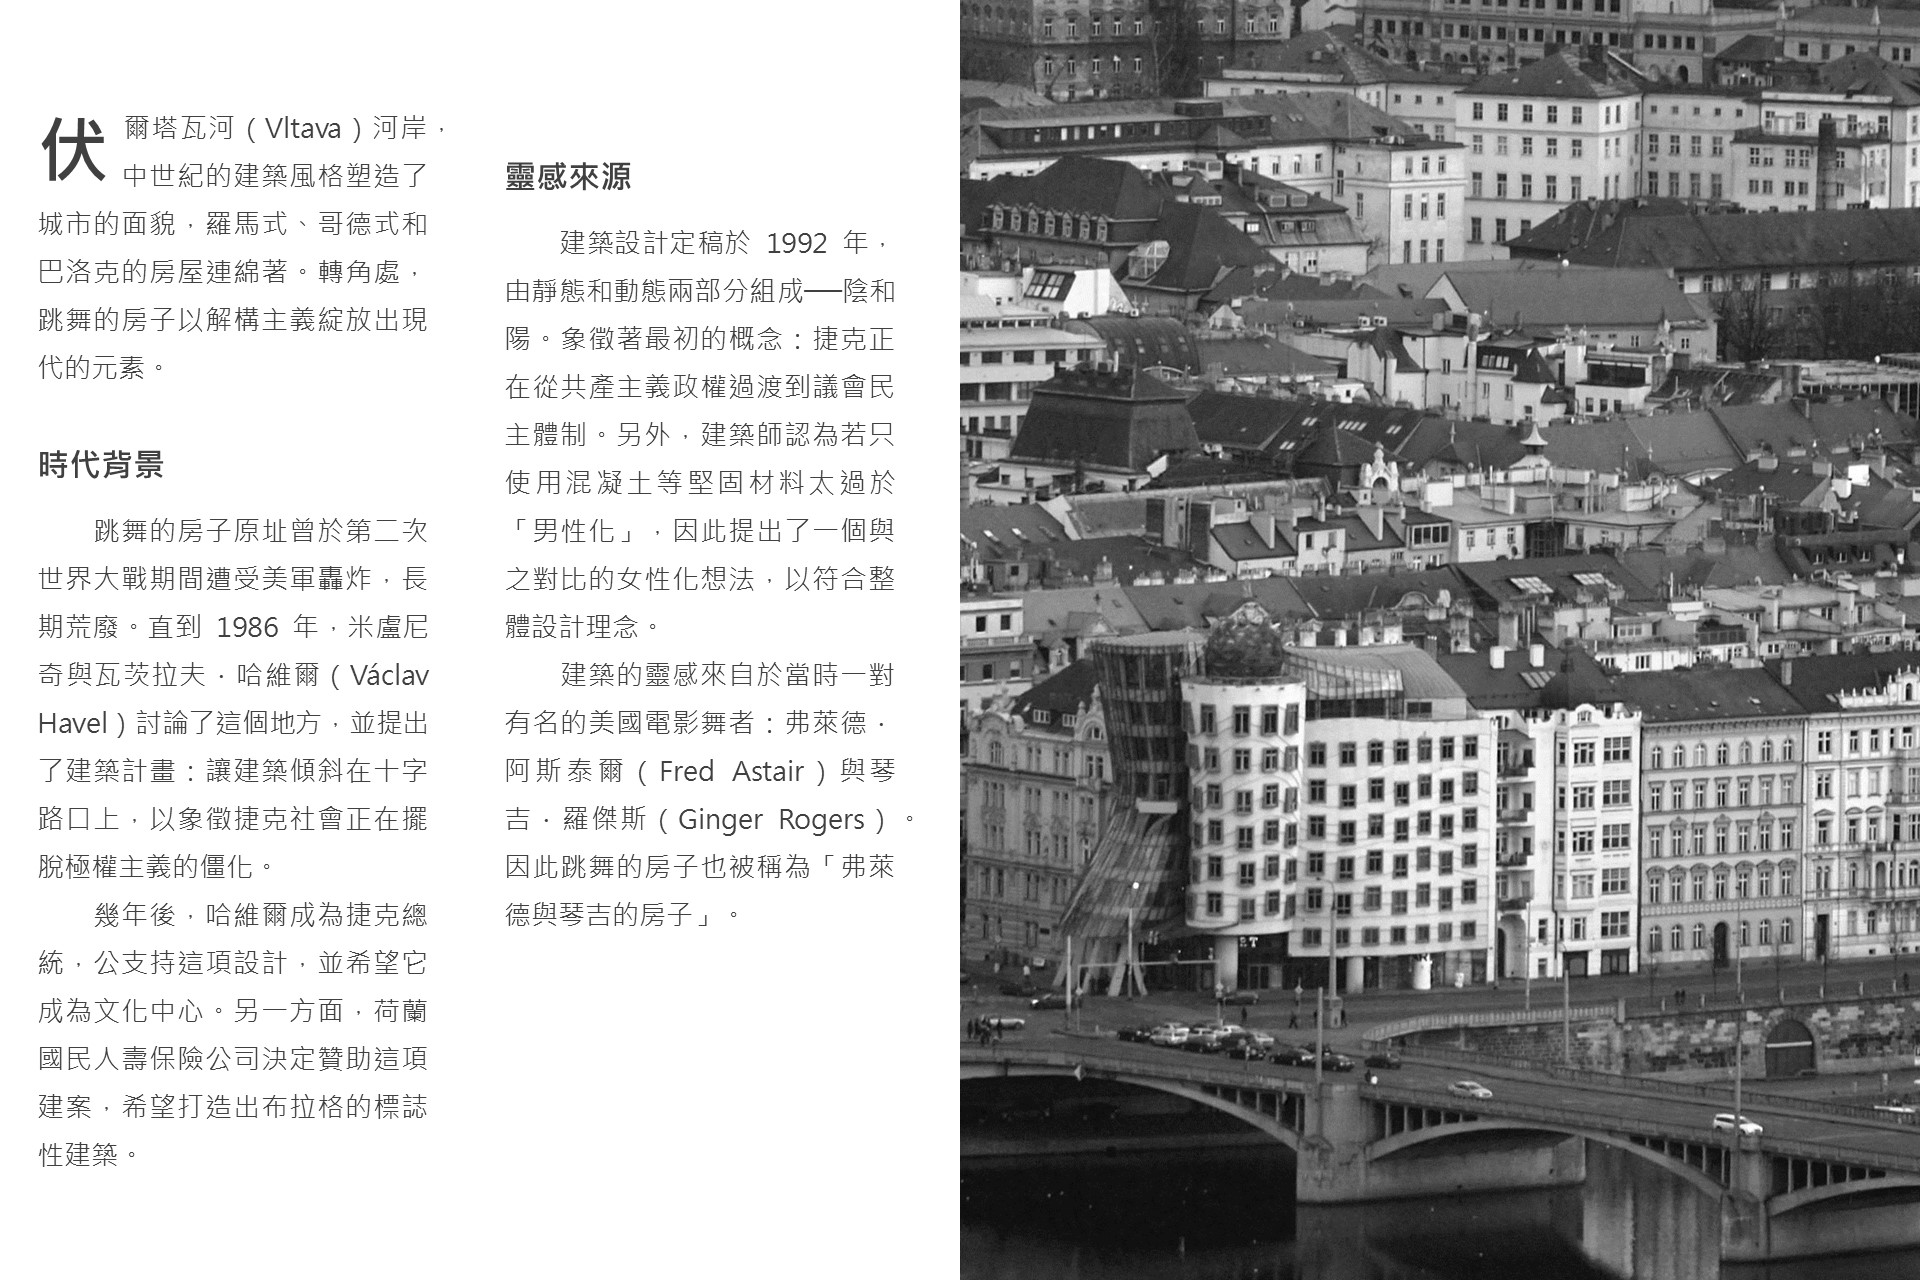 伏爾塔瓦河（Vltava）河岸，
中世紀的建築風格塑造了
城市的面貌，羅馬式、哥德式和
巴洛克的房屋連綿著。轉角處，
跳舞的房子以解構主義綻放出現
代的元素。
時代背景
跳舞的房子原址曾於第二次
世界大戰期間遭受美軍轟炸，長
期荒廢。直到 1986 年，米盧尼
奇與瓦茨拉夫．哈維爾（Václav
Havel）討論了這個地方，並提出
了建築計畫：讓建築傾斜在十字
路口上，以象徵捷克社會正在擺
脫極權主義的僵化。
幾年後，哈維爾成為捷克總
統，公支持這項設計，並希望它
成為文化中心。另一方面，荷蘭
國民人壽保險公司決定贊助這項
建案，希望打造出布拉格的標誌
性建築。
靈感來源
建築設計定稿於 1992 年，
由靜態和動態兩部分組成──陰和
陽。象徵著最初的概念：捷克正
在從共產主義政權過渡到議會民
主體制。另外，建築師認為若只
使用混凝土等堅固材料太過於
「男性化」，因此提出了一個與
之對比的女性化想法，以符合整
體設計理念。
建築的靈感來自於當時一對
有名的美國電影舞者：弗萊德．
阿斯泰爾（Fred Astair）與琴
吉．羅傑斯（Ginger Rogers）。
因此跳舞的房子也被稱為「弗萊
德與琴吉的房子」。